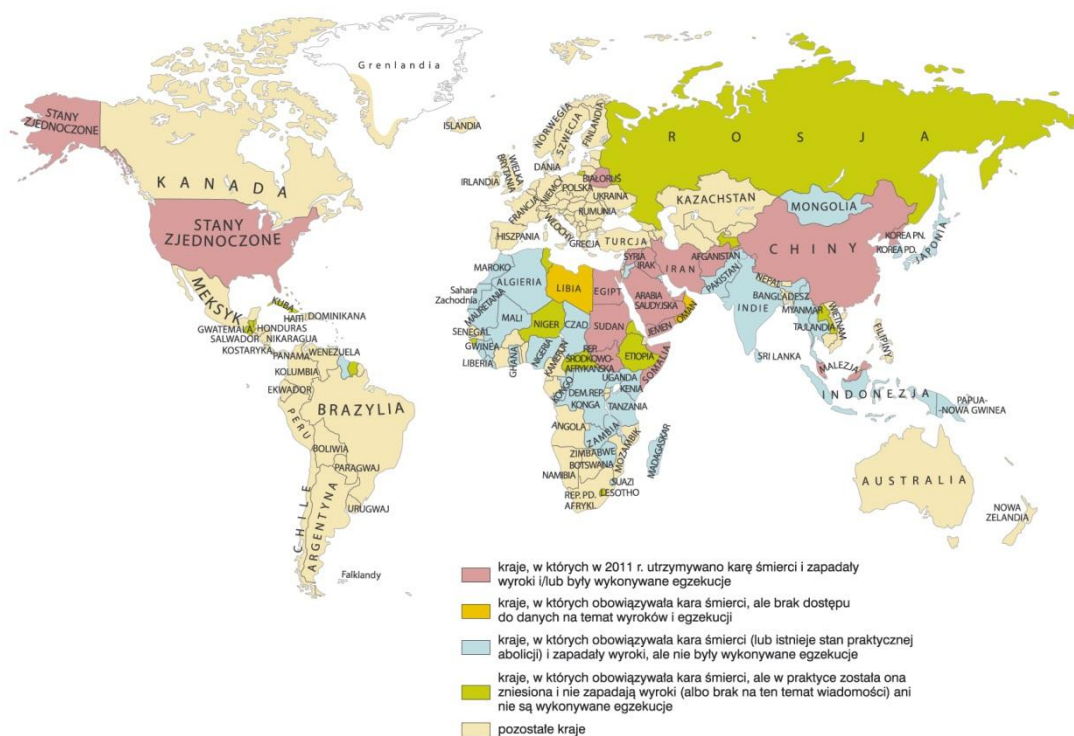 Grenlandia
STANY
ZJEDNOCZONE
ISLANDIA
NORWEGIA
SZWECJA
FINLANDIA
ROSJA
KANADA
WIELKA
BRYTANIA
DANIA
IRLANDIA
BIAŁORUŚ
POLSKA
NIEMCY
UKRAINA
FRANCJA
RUMUNIA
KAZACHSTAN
MONGOLIA
STANY
ZJEDNOCZONE
WŁOCHY
HISZPANIA
GRECJA
TURCJA
KOREA PN.
KOREA PD.
JAPONIA
CHINY
SYRIA
IRAK
IRAN
AFGANISTAN
PAKISTAN
NEPAL
MAROKO
ALGIERIA
LIBIA
EGIPT
ARABIA
SAUDYJSKA
OMAN
JEMEN
Sahara
Zachodnia
MAURETANIA
MALI
NIGER
CZAD
SUDAN
BANGLADESZ
INDIE
MYANMAR
TAJLANDIA
WIETNAM
FILIPINY
MEKSYK
KUBA
HAITI
DOMINIKANA
GWATEMALA
HONDURAS
SALWADOR
NIKARAGUA
KOSTARYKA
PANAMA
WENEZUELA
KOLUMBIA
EKWADOR
SENEGAL
GWINEA
LIBERIA
GHANA
NIGERIA
KAMERUN
REP.
ŚRODKOWO-
AFRYKAŃSKA
ETIOPIA
SOMALIA
SRI LANKA
MALEZJA
INDONEZJA
PAPUA-
-NOWA GWINEA
KONGO
UGANDA
KENIA
DEM. REP.
KONGA
TANZANIA
PERU
BRAZYLIA
BOLIWIA
PARAGWAJ
CHILE
ARGENTYNA
URUGWAJ
Falklandy
ANGOLA
ZAMBIA
ZIMBABWE
MOZAMBIK
MADAGASKAR
BOTSWANA
NAMIBIA
SUAZI
LESOTHO
REP. PD.
AFRYKI
AUSTRALIA
NOWA
ZELANDIA
kraje, w których w 2011 r. utrzymywano karę śmierci i zapadały
wyroki i/lub były wykonywane egzekucje
kraje, w których obowiązywała kara śmierci, ale brak dostępu
do danych na temat wyroków i egzekucji
kraje, w których obowiązywała kara śmierci (lub istnieje stan praktycznej
abolicji) i zapadały wyroki, ale nie były wykonywane egzekucje
kraje, w których obowiązywała kara śmierci, ale w praktyce została ona
zniesiona i nie zapadają wyroki (albo brak na ten temat wiadomości) ani
nie są wykonywane egzekucje
pozostałe kraje